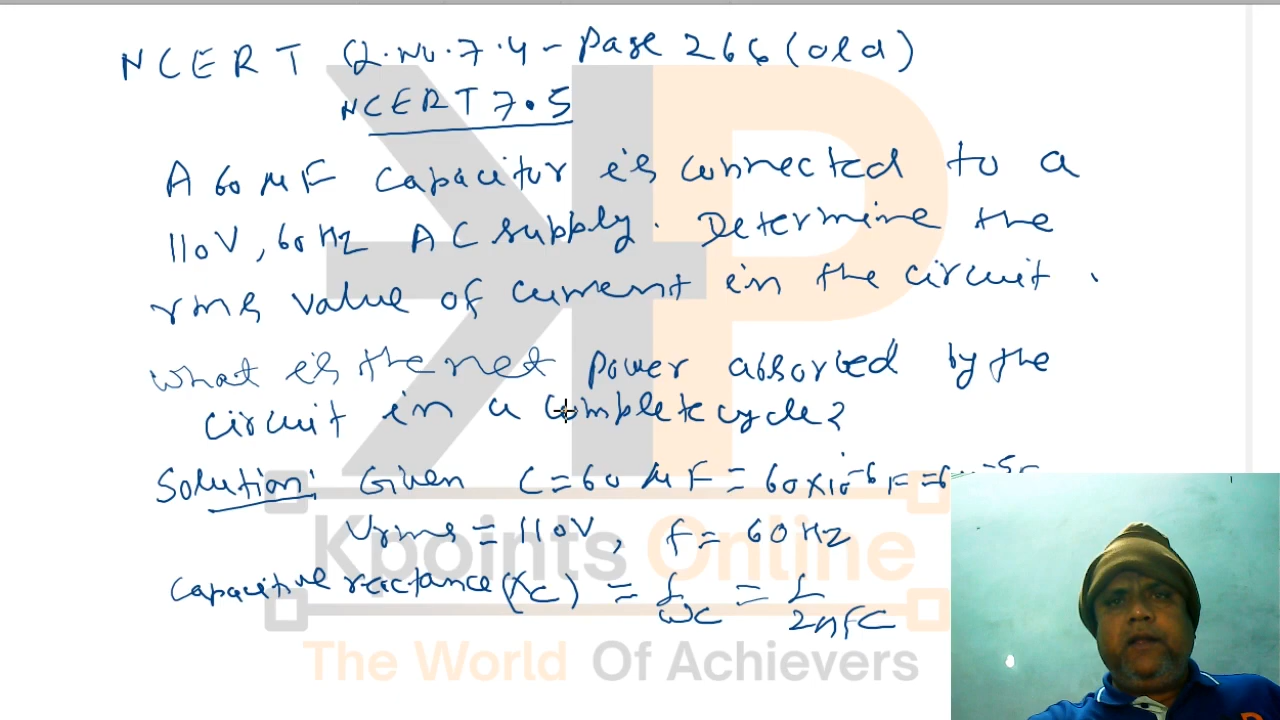 NCERT Q.No.7.4 - Page 266 (old)
NCERT 7.5
A 60 μF capacitor is connected to a
110V, 60 Hz AC supply. Determine the
rms value of current in the circuit.
what is the net power absorbed by the
circuit in a complete cycle?
Solution: Given C = 60 μF = 60×10⁻⁶ F = 6
Vrms = 110V, f = 60 Hz
Capacitive reactance (Xc) = 1/ωC = 1/2πfC
Kpoints Online
The World Of Achievers